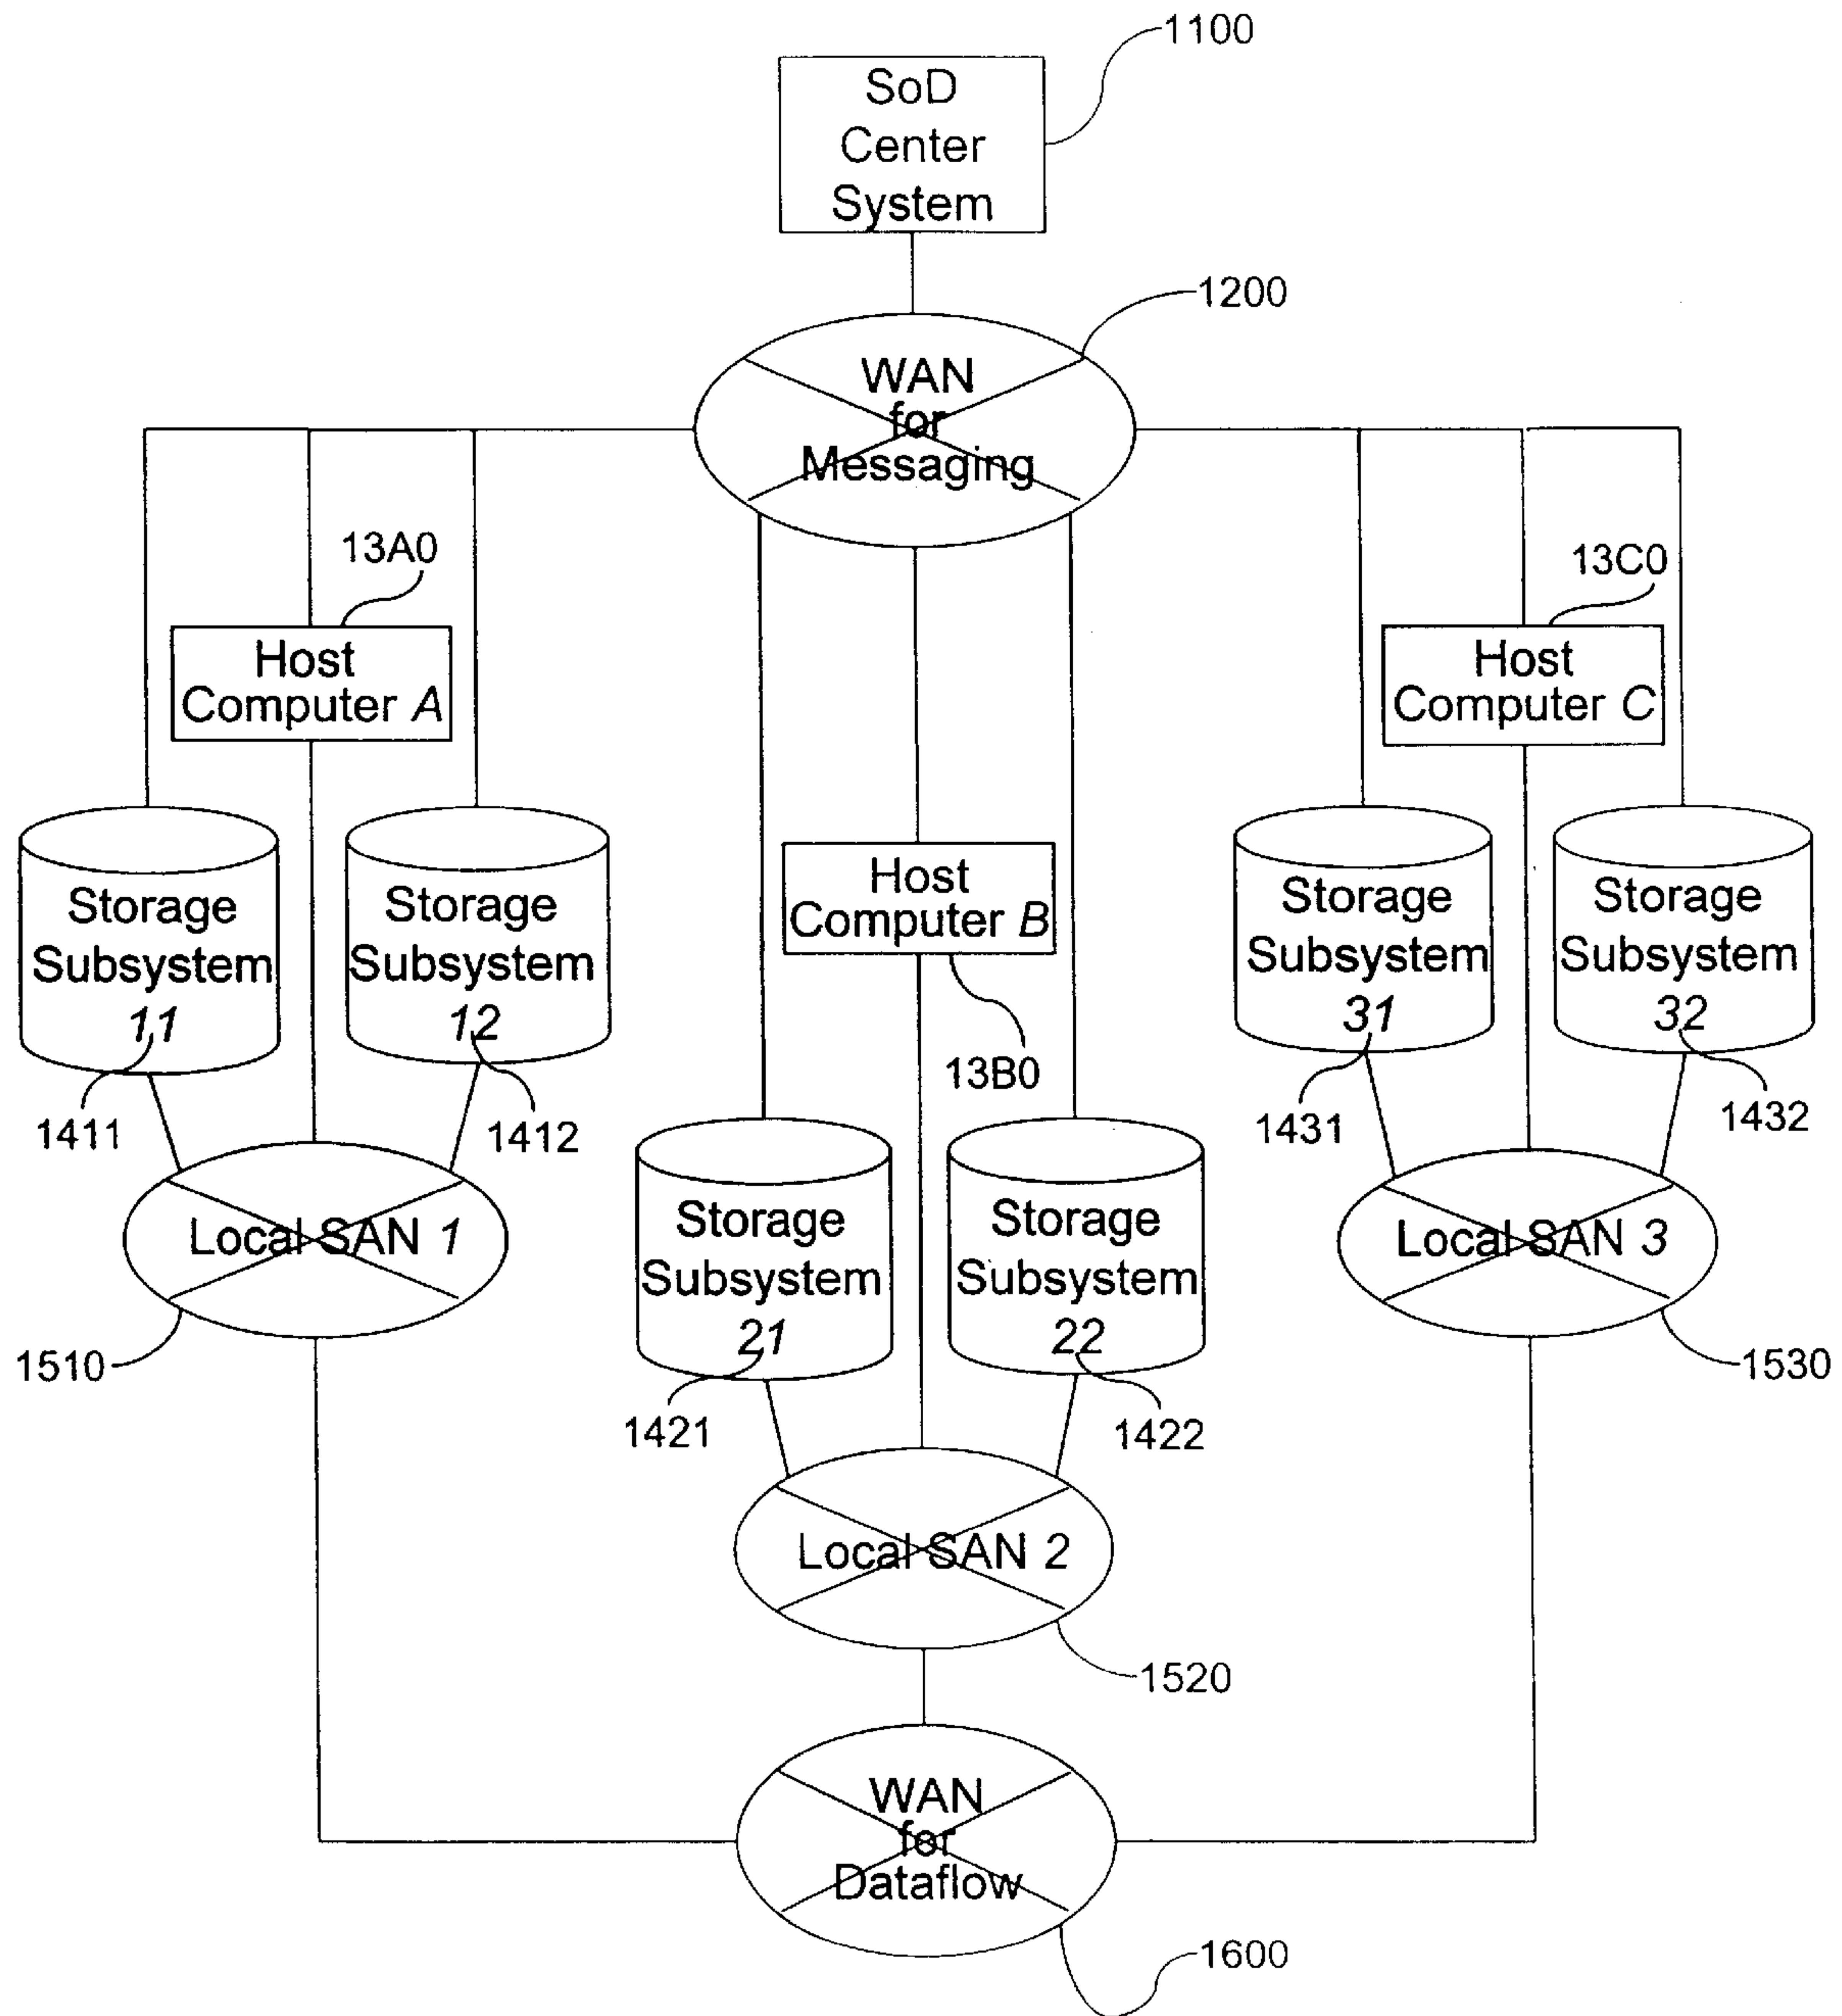 1100
SoD
Center
System
1200
WAN
for
Messaging
13A0
13C0
Host
Computer A
Host
Computer C
Host
Computer B
13B0
Storage
Subsystem
11
Storage
Subsystem
12
Storage
Subsystem
31
Storage
Subsystem
32
1411
1412
1431
1432
Storage
Subsystem
21
Storage
Subsystem
22
Local SAN 1
Local SAN 3
1510
1530
1421
1422
Local SAN 2
1520
WAN
for
Dataflow
1600